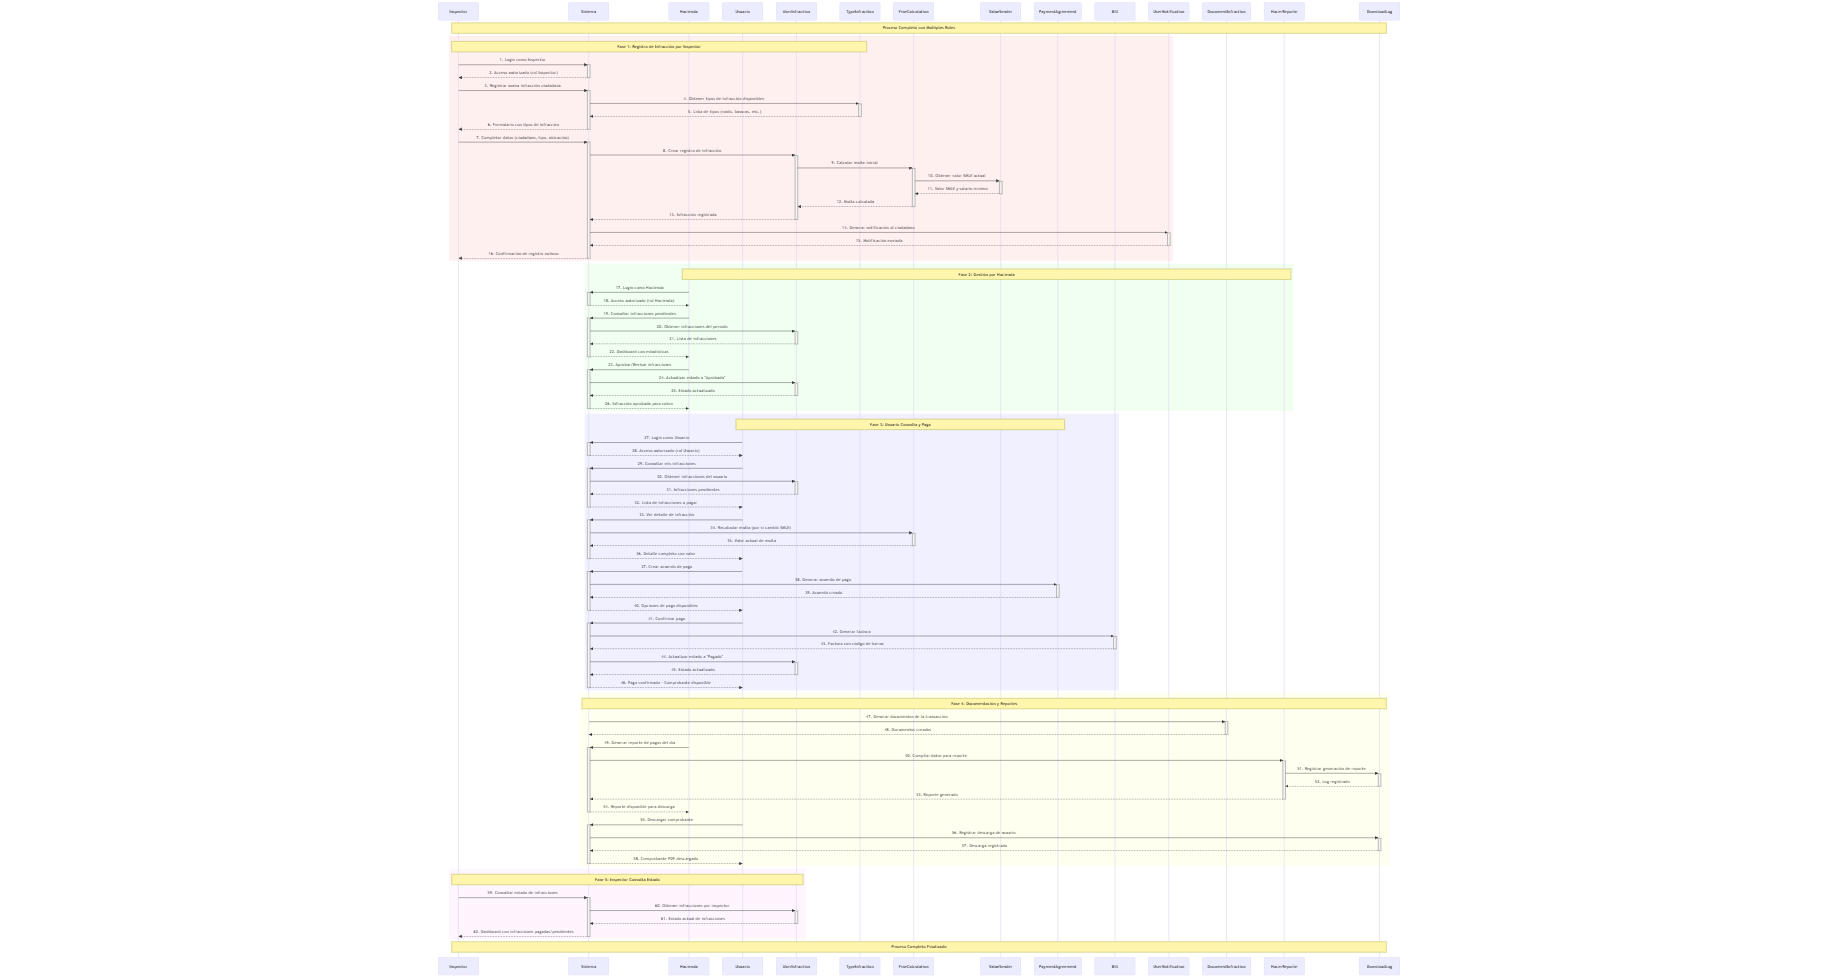 Inspector Sistema Hacienda Usuario UserInfraction TypeInfraction FineCalculation ValueSmldv PaymentAgreement Bill UserNotification DocumentInfraction HaciendaReporter DownloadLog
Proceso Completo con Múltiples Roles
Fase 1: Registro de Infracción por Inspector
1. Login como Inspector
2. Acceso autorizado (rol Inspector)
3. Registrar nueva infracción ciudadana
4. Obtener tipos de infracción disponibles
5. Lista de tipos (ruido, basuras, etc.)
6. Formulario con tipos de infracción
7. Completar datos (ciudadano, tipo, ubicación)
8. Crear registro de infracción
9. Calcular multa inicial
10. Obtener valor SMLV actual
11. Valor SMLV y salario mínimo
12. Multa calculada
13. Infracción registrada
14. Generar notificación al ciudadano
15. Notificación enviada
16. Confirmación de registro exitoso
Fase 2: Gestión por Hacienda
17. Login como Hacienda
18. Acceso autorizado (rol Hacienda)
19. Consultar infracciones pendientes
20. Obtener infracciones del periodo
21. Lista de infracciones
22. Dashboard con estadísticas
23. Aprobar/Revisar infracciones
24. Actualizar estado a "Aprobada"
25. Estado actualizado
26. Infracción aprobada para cobro
Fase 3: Usuario Consulta y Paga
27. Login como Usuario
28. Acceso autorizado (rol Usuario)
29. Consultar mis infracciones
30. Obtener infracciones del usuario
31. Infracciones pendientes
32. Lista de infracciones a pagar
33. Ver detalle de infracción
34. Recalcular multa (por si cambió SMLV)
35. Valor actual de multa
36. Detalle completo con valor
37. Crear acuerdo de pago
38. Generar acuerdo de pago
39. Acuerdo creado
40. Opciones de pago disponibles
41. Confirmar pago
42. Generar factura
43. Factura con código de barras
44. Actualizar estado a "Pagada"
45. Estado actualizado
46. Pago confirmado - Comprobante disponible
Fase 4: Documentación y Reportes
47. Generar documentos de la transacción
48. Documentos creados
49. Generar reporte de pagos del día
50. Compilar datos para reporte
51. Registrar generación de reporte
52. Log registrado
53. Reporte generado
54. Reporte disponible para descarga
55. Descargar comprobante
56. Registrar descarga de usuario
57. Descarga registrada
58. Comprobante PDF descargado
Fase 5: Inspector Consulta Estado
59. Consultar estado de infracciones
60. Obtener infracciones por inspector
61. Estado actual de infracciones
62. Dashboard con infracciones pagadas/pendientes
Proceso Completo Finalizado
Inspector Sistema Hacienda Usuario UserInfraction TypeInfraction FineCalculation PaymentAgreement Bill UserNotification DocumentInfraction DownloadLog